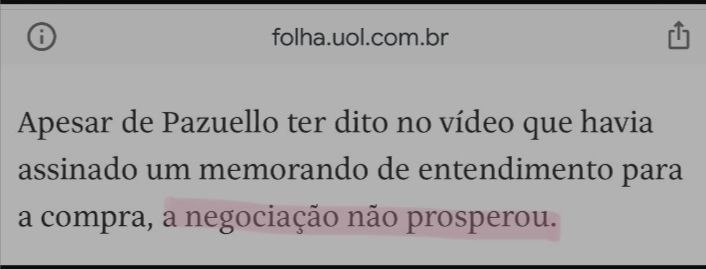 folha.uol.com.br
Apesar de Pazuello ter dito no vídeo que havia
assinado um memorando de entendimento para
a compra, a negociação não prosperou.